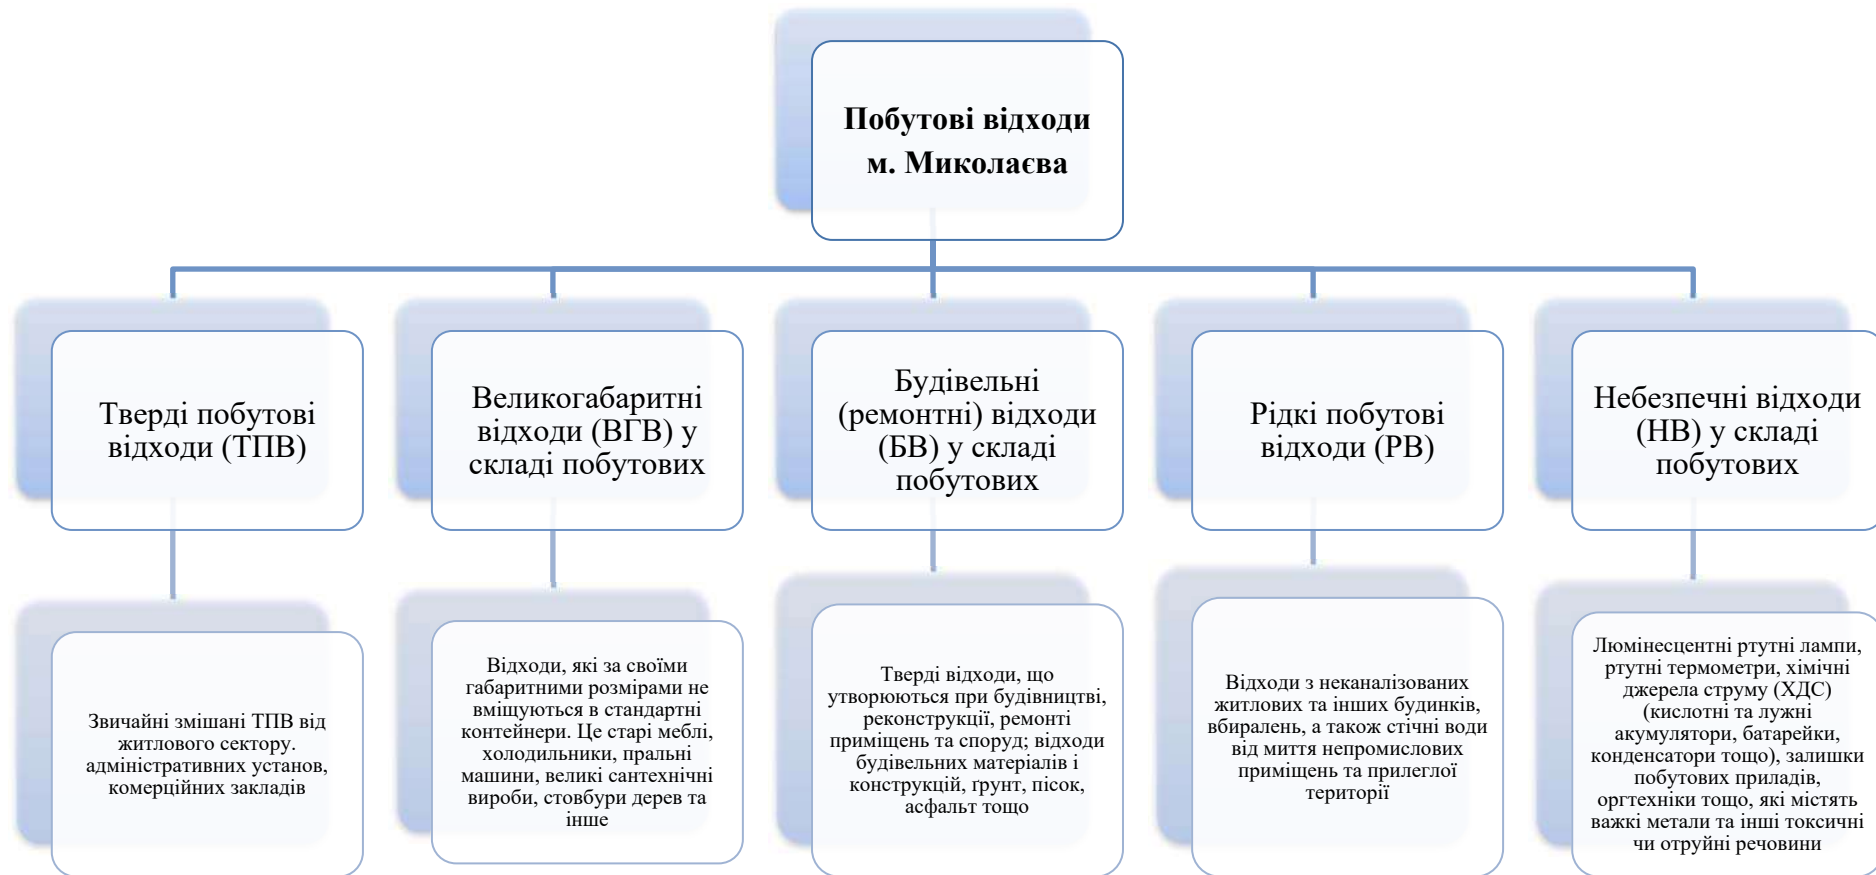 Побутові відходи
м. Миколаєва
Тверді побутові
відходи (ТПВ)
Великогабаритні
відходи (ВГВ) у
складі побутових
Будівельні
(ремонтні) відходи
(БВ) у складі
побутових
Рідкі побутові
відходи (РВ)
Небезпечні відходи
(НВ) у складі
побутових
Звичайні змішані ТПВ від
житлового сектору.
адміністративних установ,
комерційних закладів
Відходи, які за своїми
габаритними розмірами не
вміщуються в стандартні
контейнери. Це старі меблі,
холодильники, пральні
машини, великі сантехнічні
вироби, стовбури дерев та
інше
Тверді відходи, що
утворюються при будівництві,
реконструкції, ремонті
приміщень та споруд; відходи
будівельних матеріалів і
конструкцій, ґрунт, пісок,
асфальт тощо
Відходи з неканалізованих
житлових та інших будинків,
вбиралень, а також стічні води
від миття непромислових
приміщень та прилеглої
території
Люмінесцентні ртутні лампи,
ртутні термометри, хімічні
джерела струму (ХДС)
(кислотні та лужні
акумулятори, батарейки,
конденсатори тощо), залишки
побутових приладів,
оргтехніки тощо, які містять
важкі метали та інші токсичні
чи отруйні речовини